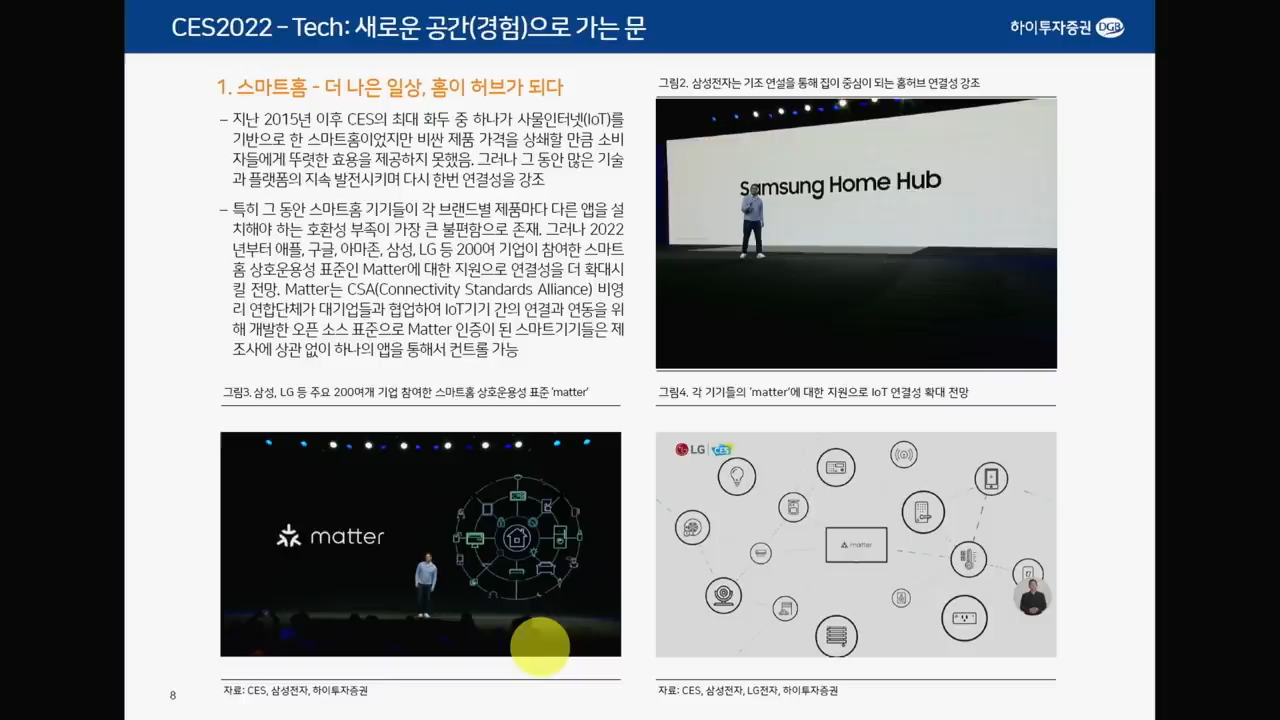 CES2022 – Tech: 새로운 공간(경험)으로 가는 문
하이투자증권 DGB
1. 스마트홈 - 더 나은 일상, 홈이 허브가 되다
– 지난 2015년 이후 CES의 최대 화두 중 하나가 사물인터넷(IoT)를
기반으로 한 스마트홈이었지만 비싼 제품 가격을 상쇄할 만큼 소비
자들에게 뚜렷한 효용을 제공하지 못했음. 그러나 그 동안 많은 기술
과 플랫폼의 지속 발전시키며 다시 한번 연결성을 강조
– 특히 그 동안 스마트홈 기기들이 각 브랜드별 제품마다 다른 앱을 설
치해야 하는 호환성 부족이 가장 큰 불편함으로 존재. 그러나 2022
년부터 애플, 구글, 아마존, 삼성, LG 등 200여 기업이 참여한 스마트
홈 상호운용성 표준인 Matter에 대한 지원으로 연결성을 더 확대시
킬 전망. Matter는 CSA(Connectivity Standards Alliance) 비영
리 연합단체가 대기업들과 협업하여 IoT기기 간의 연결과 연동을 위
해 개발한 오픈 소스 표준으로 Matter 인증이 된 스마트기기들은 제
조사에 상관 없이 하나의 앱을 통해서 컨트롤 가능
그림2. 삼성전자는 기조 연설을 통해 집이 중심이 되는 홈허브 연결성 강조
Samsung Home Hub
그림3. 삼성, LG 등 주요 200여개 기업 참여한 스마트홈 상호운용성 표준 'matter'
matter
자료: CES, 삼성전자, 하이투자증권
그림4. 각 기기들의 'matter'에 대한 지원으로 IoT 연결성 확대 전망
LG CES
matter
자료: CES, 삼성전자, LG전자, 하이투자증권
8